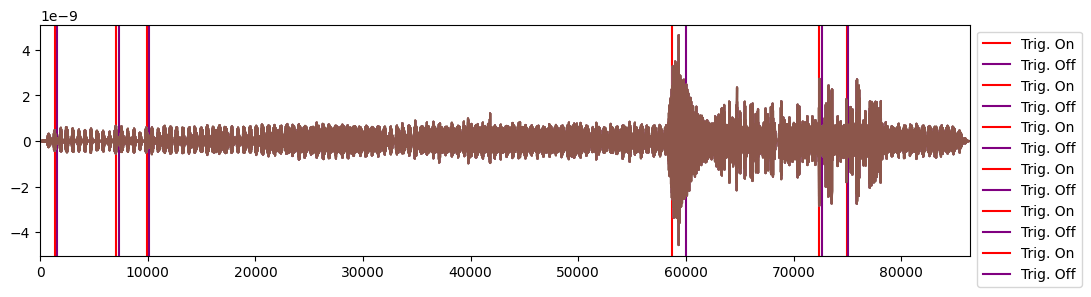 1e−9
4
2
0
−2
−4
0
10000
20000
30000
40000
50000
60000
70000
80000
Trig. On
Trig. Off
Trig. On
Trig. Off
Trig. On
Trig. Off
Trig. On
Trig. Off
Trig. On
Trig. Off
Trig. On
Trig. Off